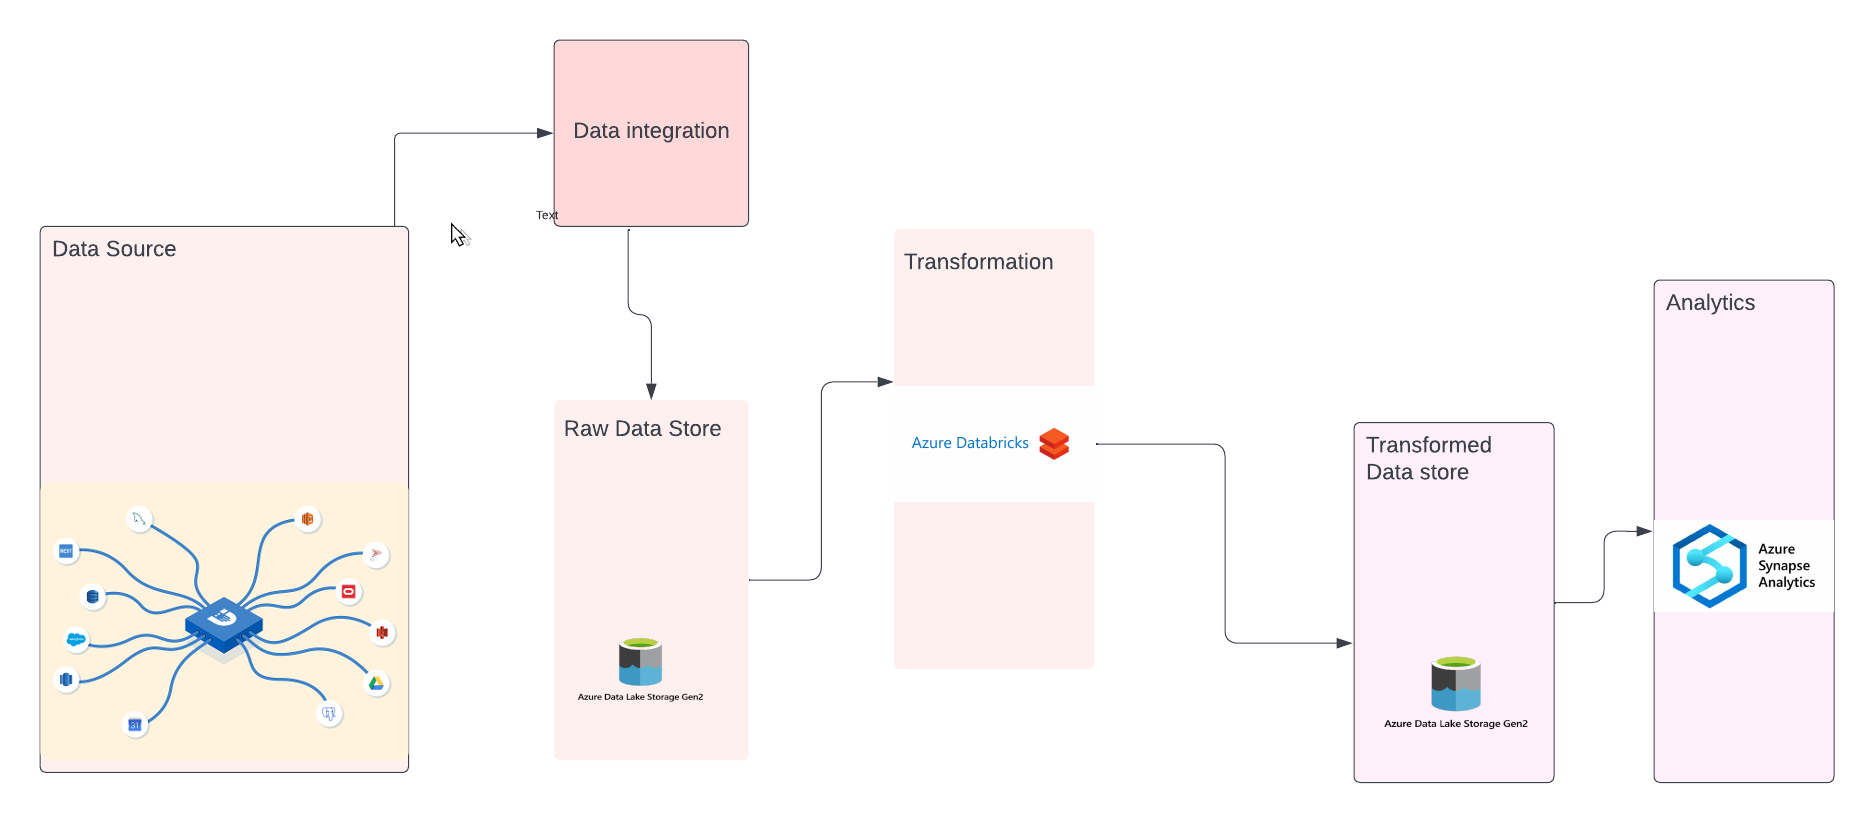 Data integration
Text
Data Source
REST
31
Raw Data Store
Azure Data Lake Storage Gen2
Transformation
Azure Databricks
Transformed
Data store
Azure Data Lake Storage Gen2
Analytics
Azure
Synapse
Analytics